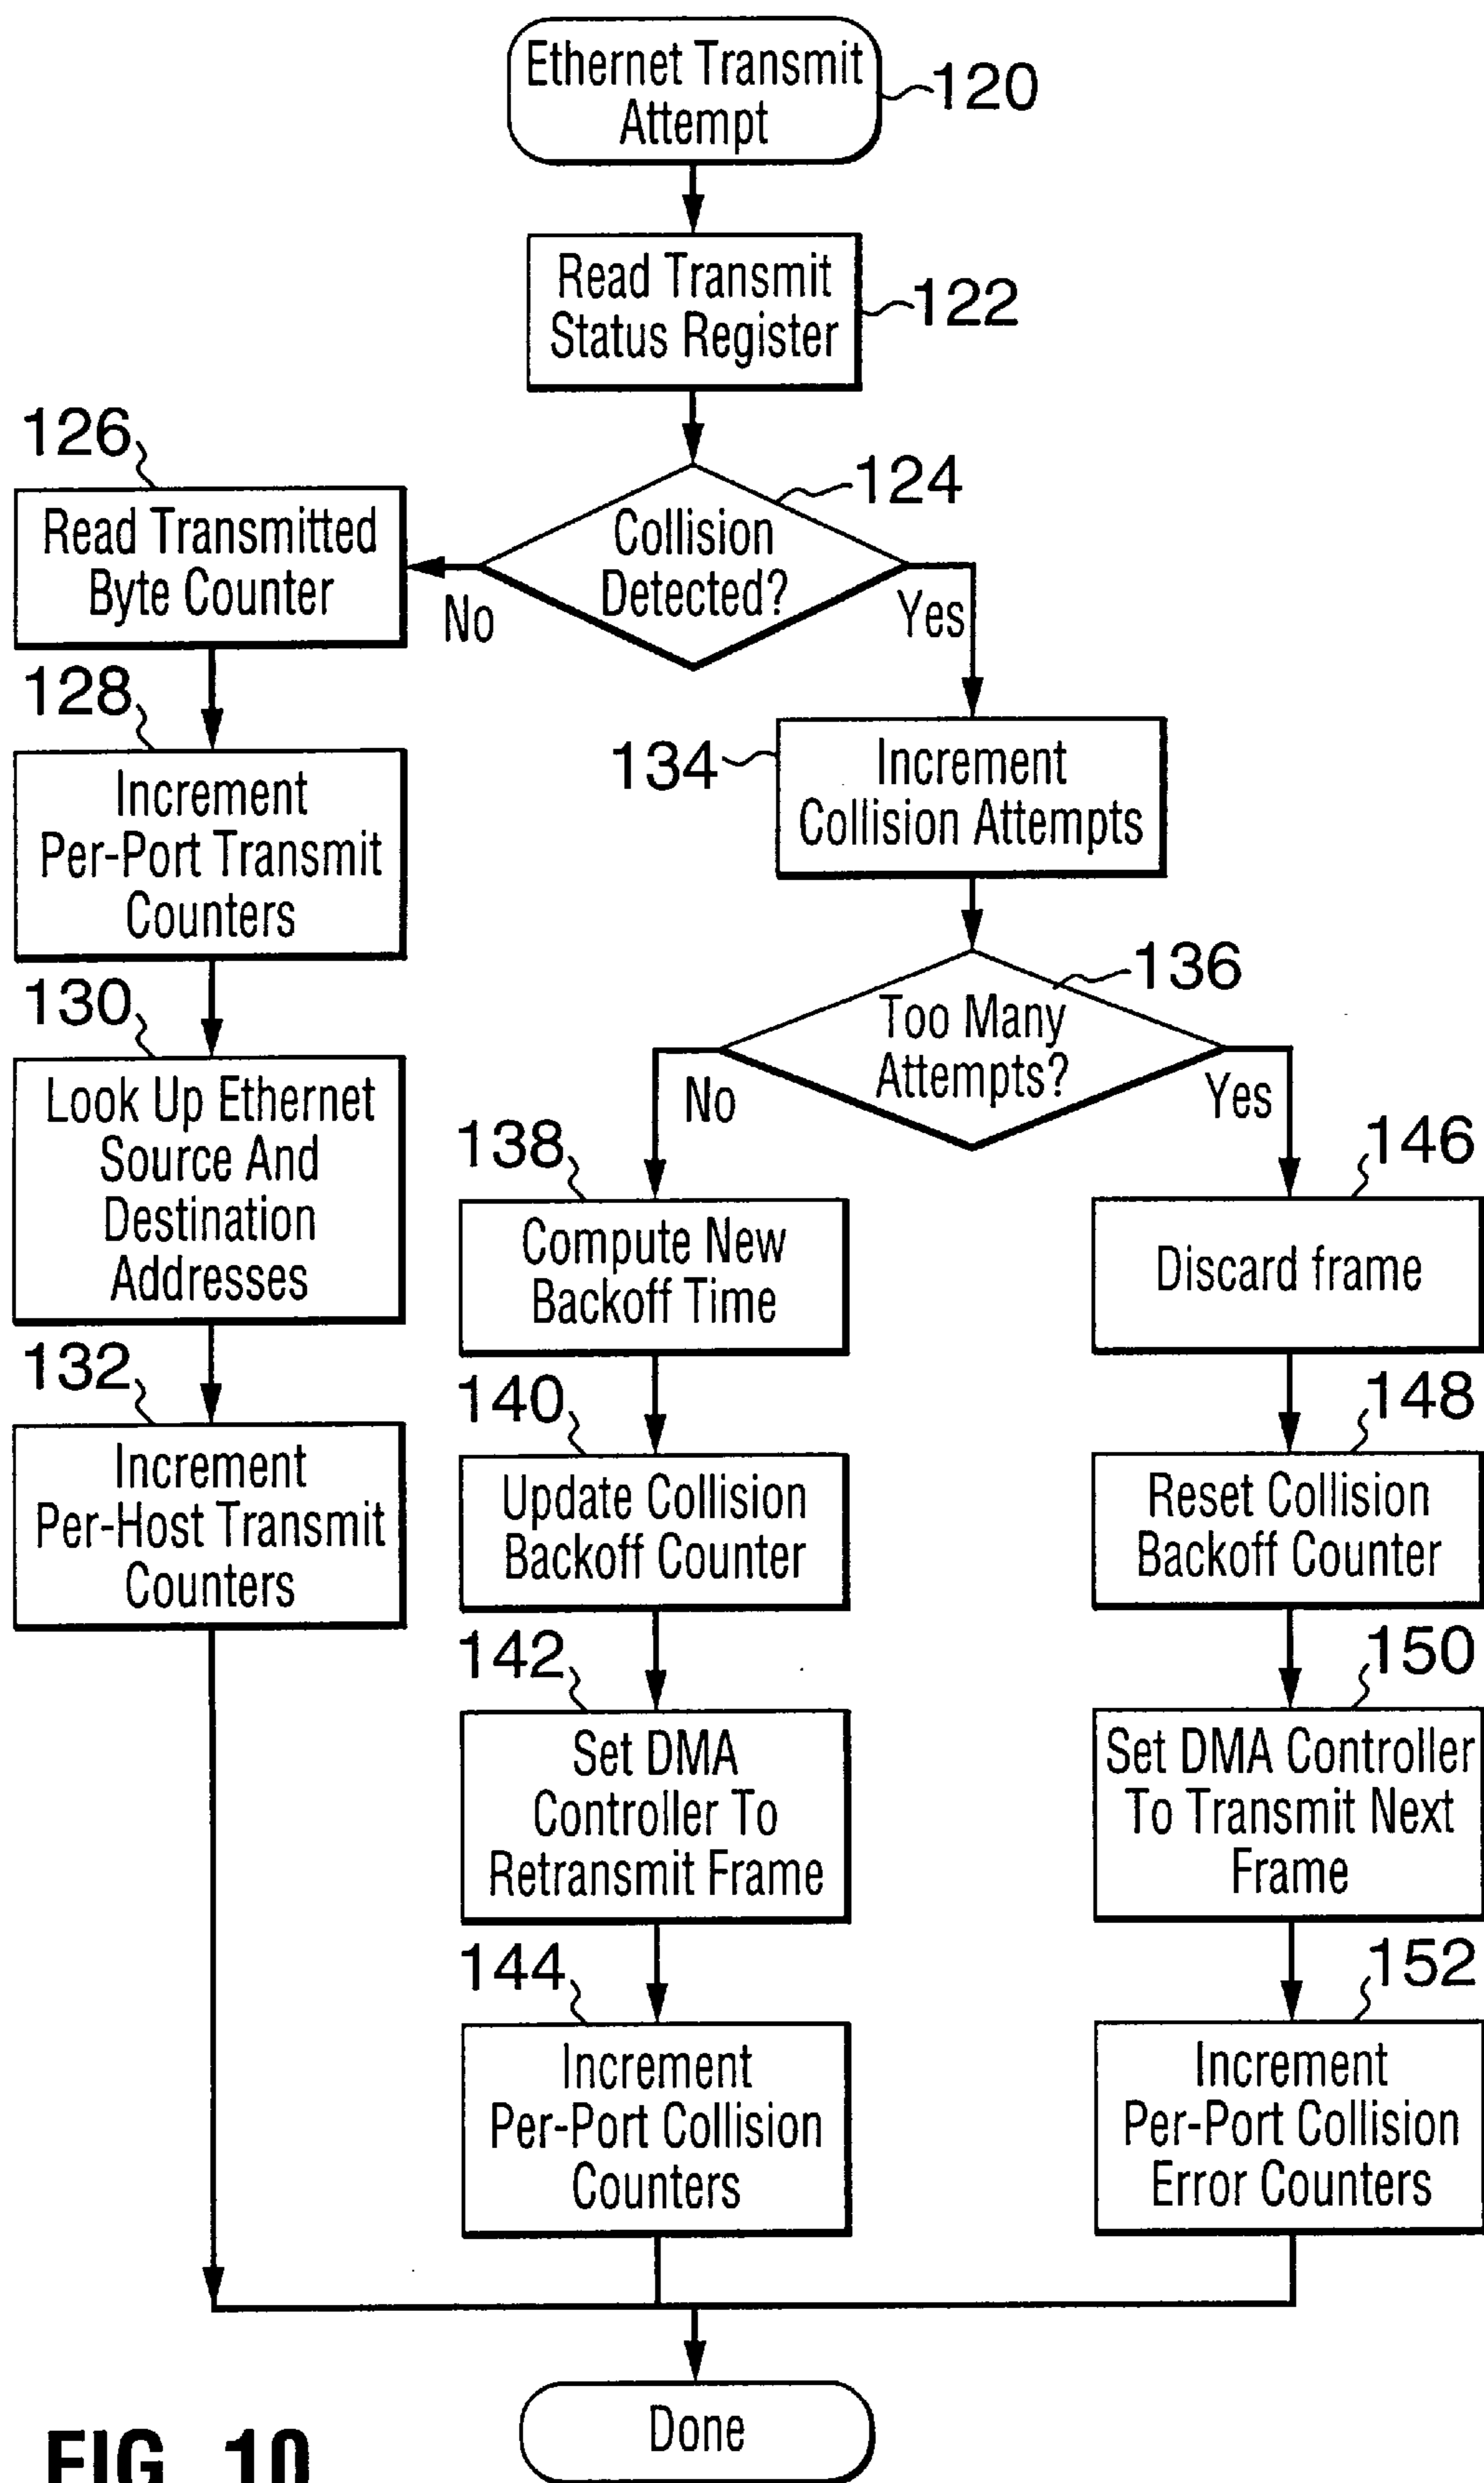 Ethernet Transmit
Attempt
120
Read Transmit
Status Register
122
124
Collision
Detected?
No
Yes
126
Read Transmitted
Byte Counter
128
Increment
Per-Port Transmit
Counters
130
Look Up Ethernet
Source And
Destination
Addresses
132
Increment
Per-Host Transmit
Counters
134
Increment
Collision Attempts
136
Too Many
Attempts?
No
Yes
138
Compute New
Backoff Time
140
Update Collision
Backoff Counter
142
Set DMA
Controller To
Retransmit Frame
144
Increment
Per-Port Collision
Counters
146
Discard frame
148
Reset Collision
Backoff Counter
150
Set DMA Controller
To Transmit Next
Frame
152
Increment
Per-Port Collision
Error Counters
Done
FIG. 10